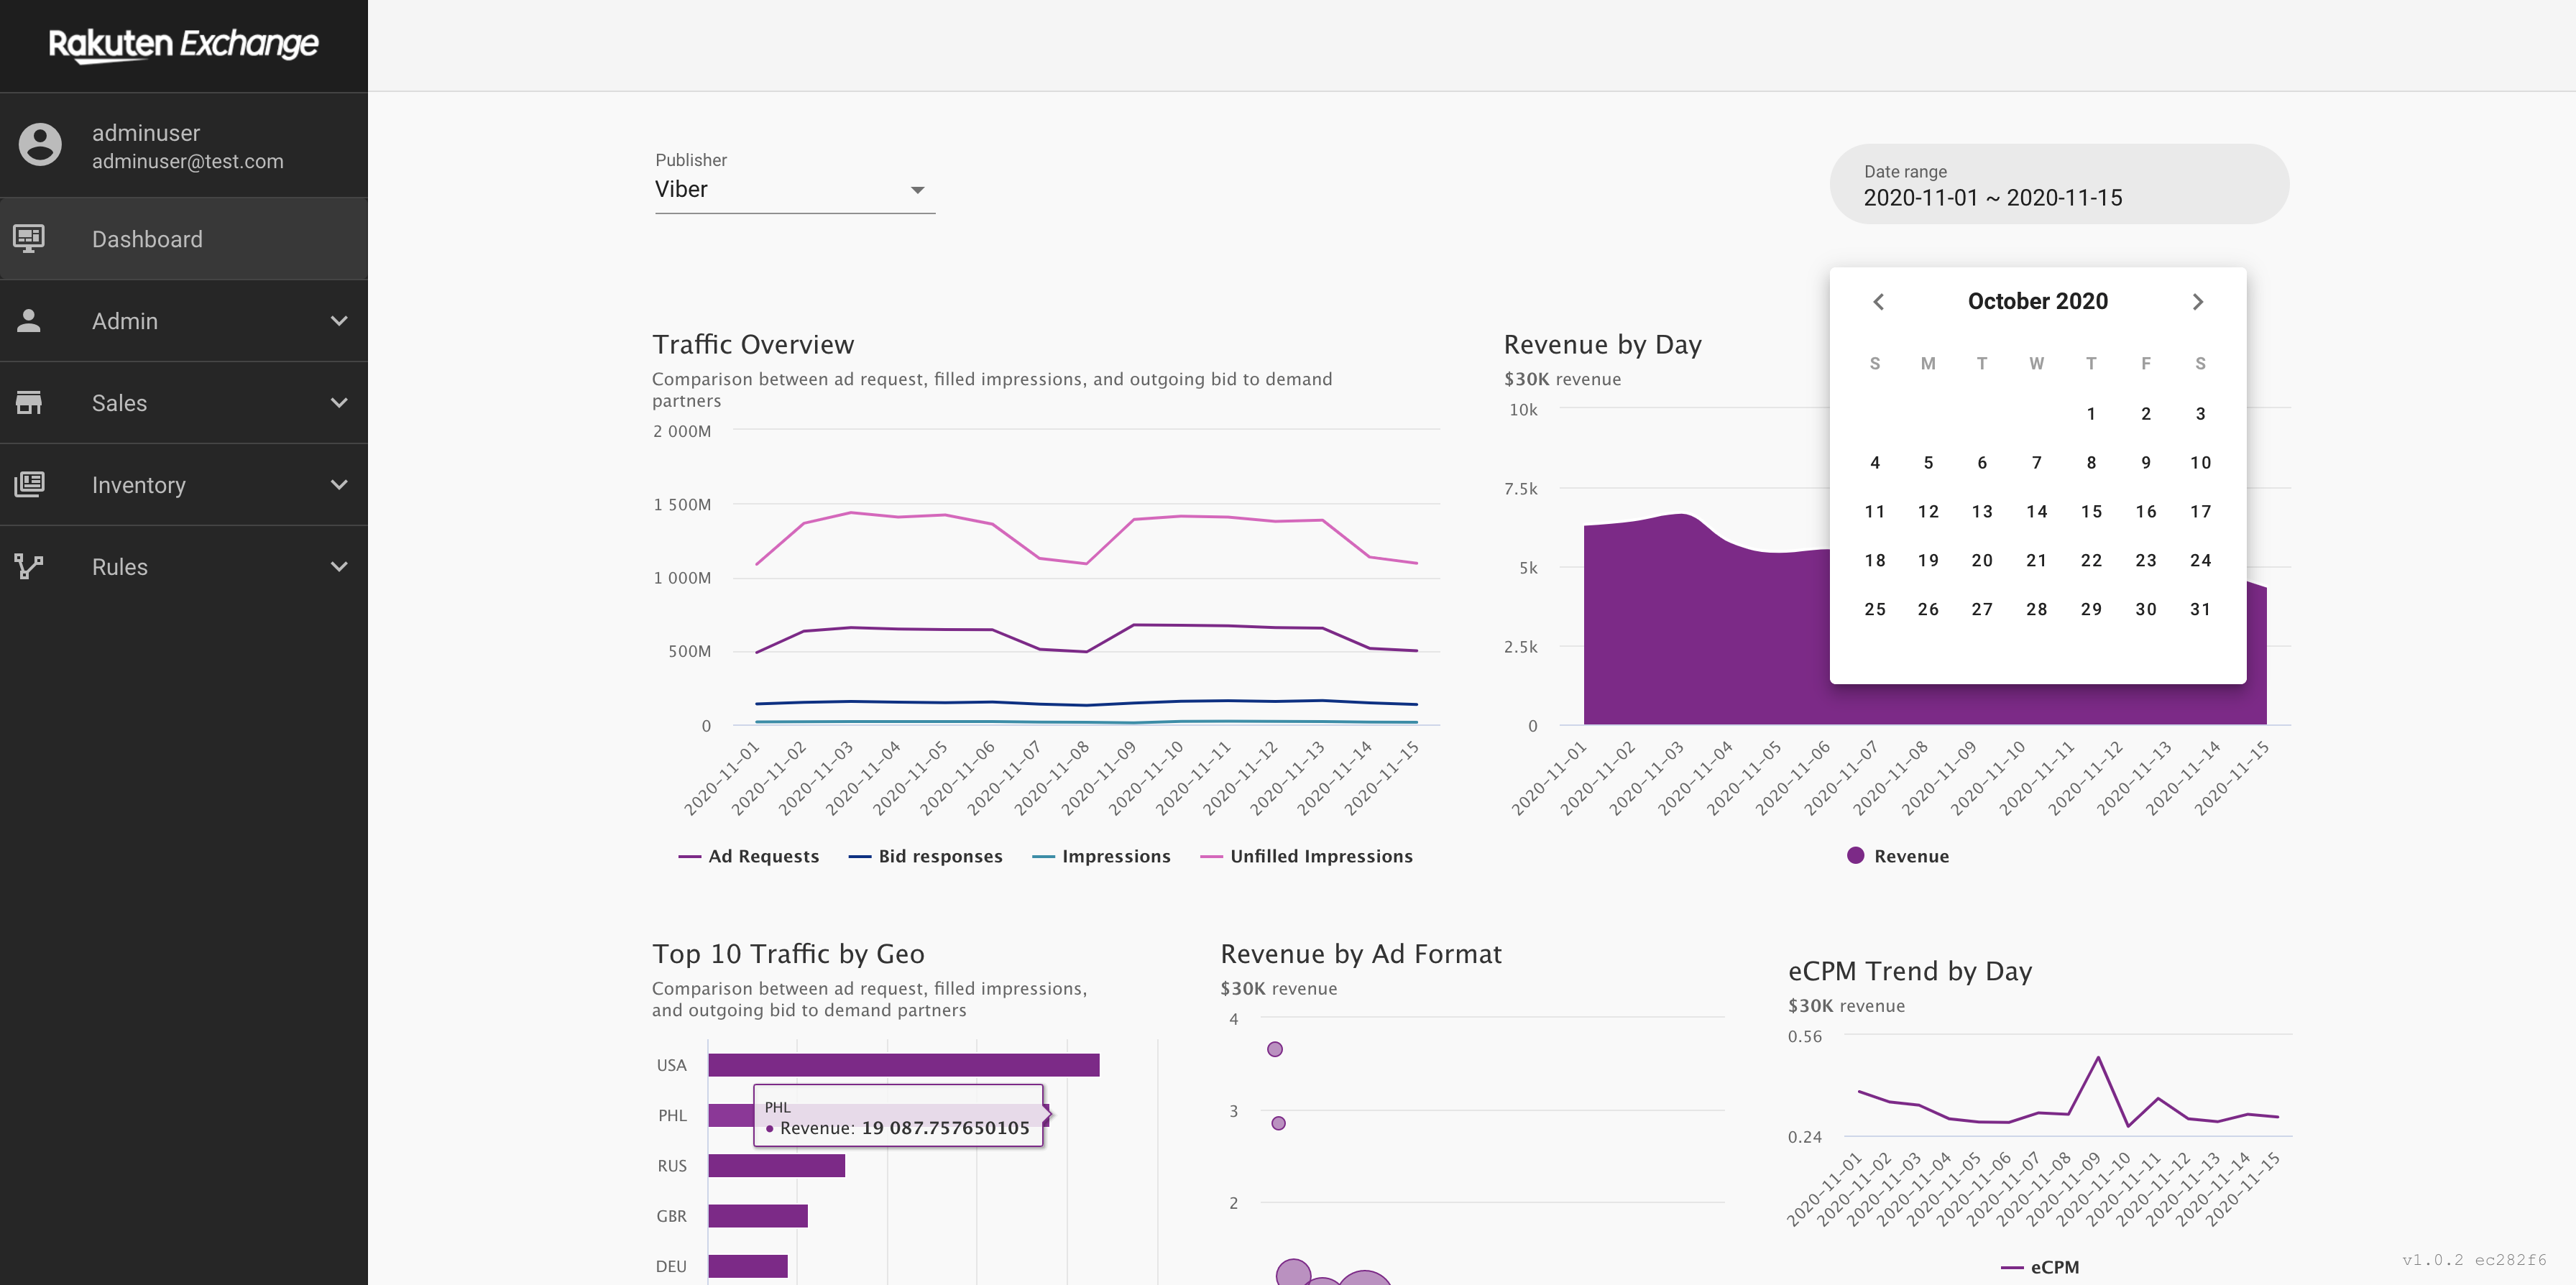 Rakuten Exchange
adminuser
adminuser@test.com
Dashboard
Admin
Sales
Inventory
Rules
Publisher
Viber
Date range
2020-11-01 ~ 2020-11-15
October 2020
S M T W T F S
1 2 3
4 5 6 7 8 9 10
11 12 13 14 15 16 17
18 19 20 21 22 23 24
25 26 27 28 29 30 31
Traffic Overview
Comparison between ad request, filled impressions, and outgoing bid to demand
partners
2 000M
1 500M
1 000M
500M
0
2020-11-01 2020-11-02 2020-11-03 2020-11-04 2020-11-05 2020-11-06 2020-11-07 2020-11-08 2020-11-09 2020-11-10 2020-11-11 2020-11-12 2020-11-13 2020-11-14 2020-11-15
Ad Requests Bid responses Impressions Unfilled Impressions
Revenue by Day
$30K revenue
10k
7.5k
5k
2.5k
0
2020-11-01 2020-11-02 2020-11-03 2020-11-04 2020-11-05 2020-11-06 2020-11-07 2020-11-08 2020-11-09 2020-11-10 2020-11-11 2020-11-12 2020-11-13 2020-11-14 2020-11-15
Revenue
Top 10 Traffic by Geo
Comparison between ad request, filled impressions,
and outgoing bid to demand partners
USA
PHL
RUS
GBR
DEU
PHL
Revenue: 19 087.757650105
Revenue by Ad Format
$30K revenue
4
3
2
eCPM Trend by Day
$30K revenue
0.56
0.24
2020-11-01 2020-11-02 2020-11-03 2020-11-04 2020-11-05 2020-11-06 2020-11-07 2020-11-08 2020-11-09 2020-11-10 2020-11-11 2020-11-12 2020-11-13 2020-11-14 2020-11-15
eCPM
v1.0.2 ec282f6